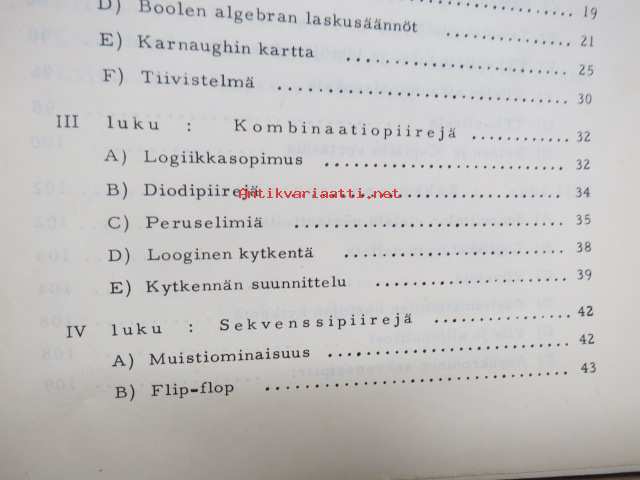 D) Boolen algebran laskusäännöt ............... 21
E) Karnaughin kartta ............... 25
F) Tiivistelmä ............... 30
III luku : Kombinaatiopiirejä ............... 32
A) Logiikkasopimus ............... 32
B) Diodipiirejä ............... 34
antikvariaatti.net
C) Peruselimiä ............... 35
D) Looginen kytkentä ............... 38
E) Kytkennän suunnittelu ............... 39
IV luku : Sekvenssipiirejä ............... 42
A) Muistiominaisuus ............... 42
B) Flip-flop ............... 43